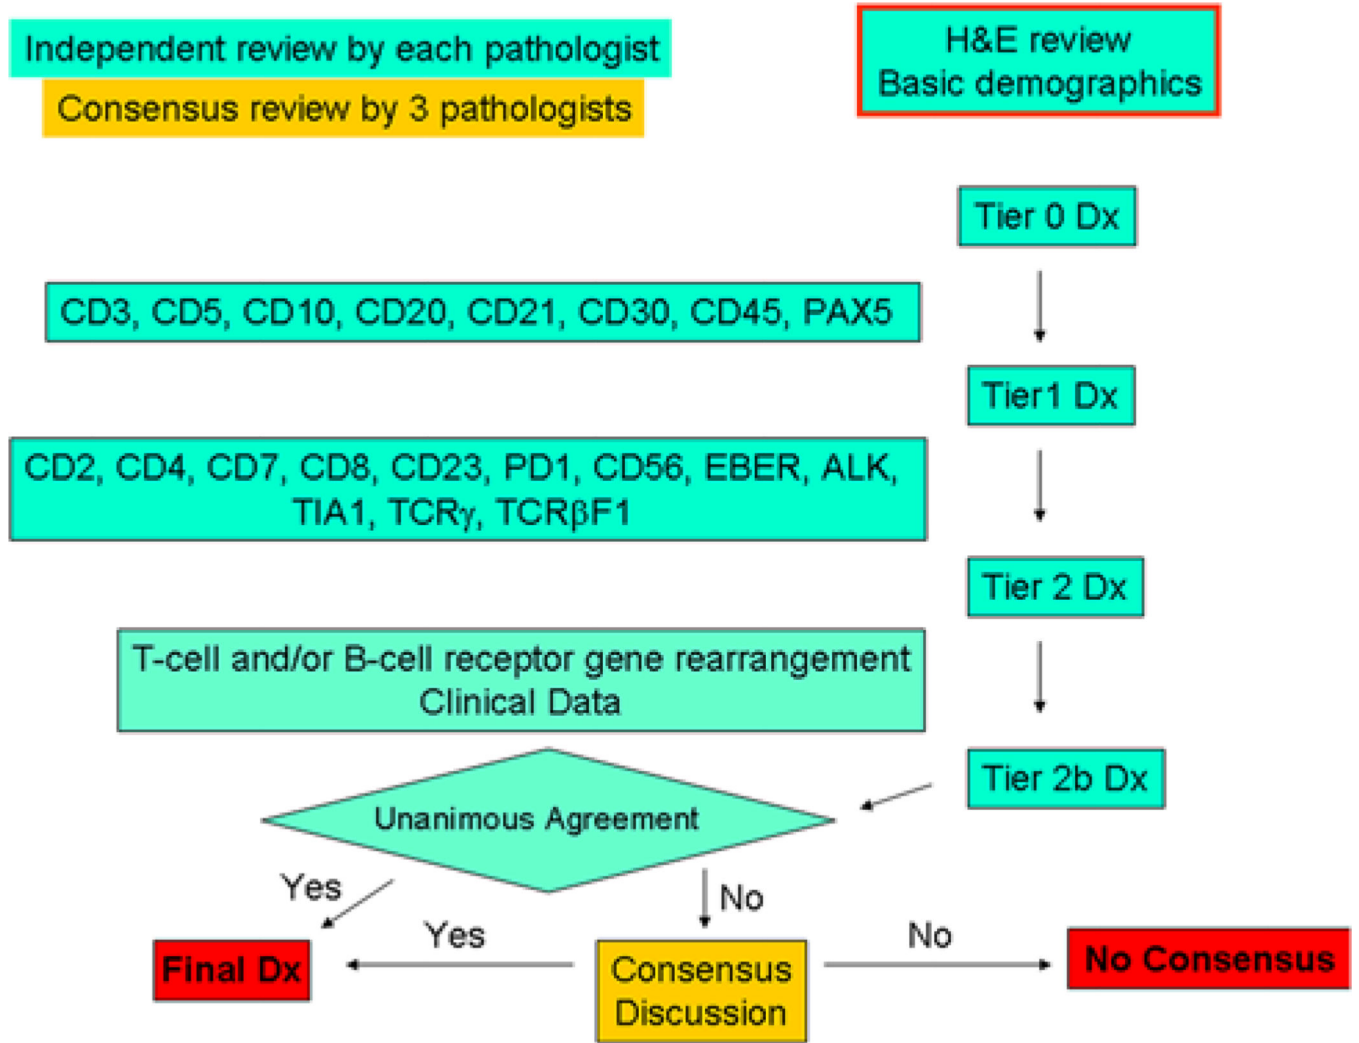 Independent review by each pathologist
Consensus review by 3 pathologists
H&E review
Basic demographics
Tier 0 Dx
CD3, CD5, CD10, CD20, CD21, CD30, CD45, PAX5
Tier1 Dx
CD2, CD4, CD7, CD8, CD23, PD1, CD56, EBER, ALK,
TIA1, TCRγ, TCRβF1
Tier 2 Dx
T-cell and/or B-cell receptor gene rearrangement
Clinical Data
Tier 2b Dx
Unanimous Agreement
Yes
No
Yes
No
Final Dx
Consensus
Discussion
No Consensus